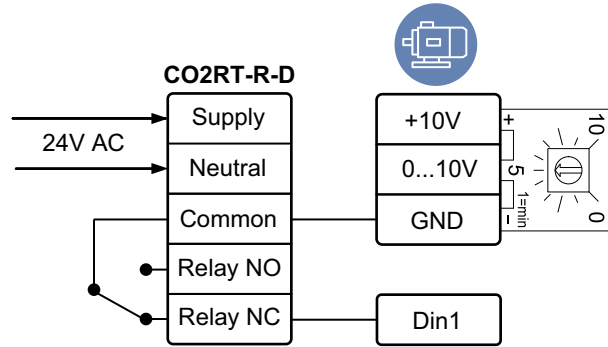 CO2RT-R-D
24V AC
Supply
Neutral
Common
Relay NO
Relay NC
+10V
0...10V
GND
Din1
+
-
10
5
0
1=min